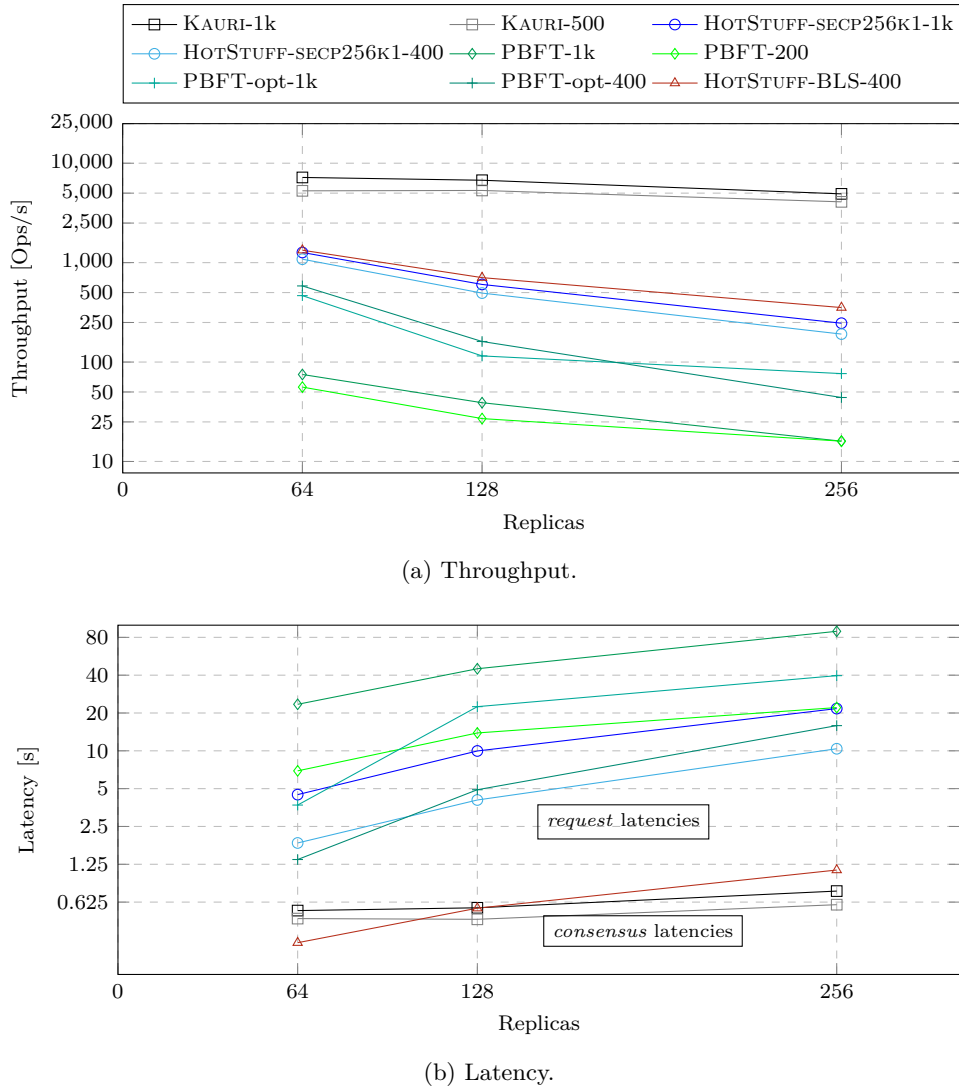 KAURI-1k KAURI-500 HOTSTUFF-SECP256K1-1k
HOTSTUFF-SECP256K1-400 PBFT-1k PBFT-200
PBFT-opt-1k PBFT-opt-400 HOTSTUFF-BLS-400
Throughput [Ops/s]
25,000
10,000
5,000
2,500
1,000
500
250
100
50
25
10
0 64 128 256
Replicas
(a) Throughput.
Latency [s]
80
40
20
10
5
2.5
1.25
0.625
request latencies
consensus latencies
0 64 128 256
Replicas
(b) Latency.